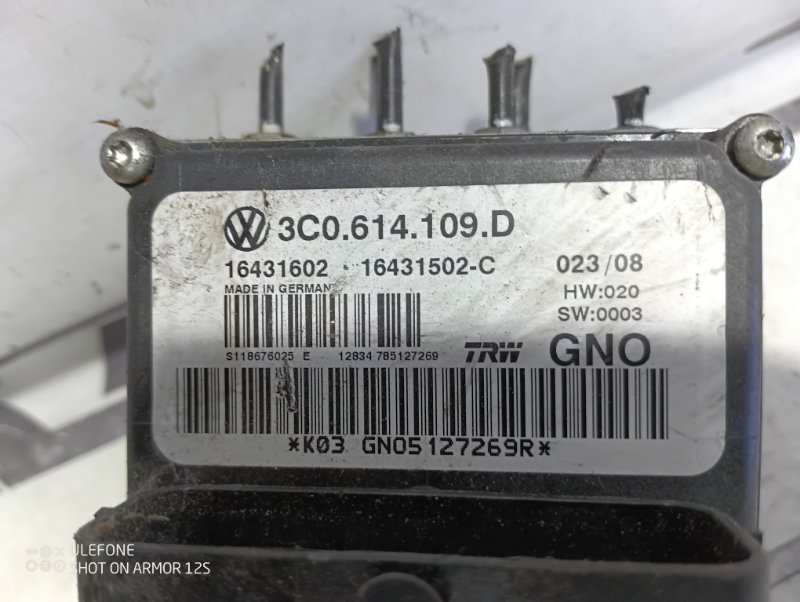 3C0.614.109.D
16431602 · 16431502-C 023/08
MADE IN GERMANY HW:020
SW:0003
S118676025 E 12834 785127269 TRW GNO
*K03 GNO5127269R*
ULEFONE
SHOT ON ARMOR 12S